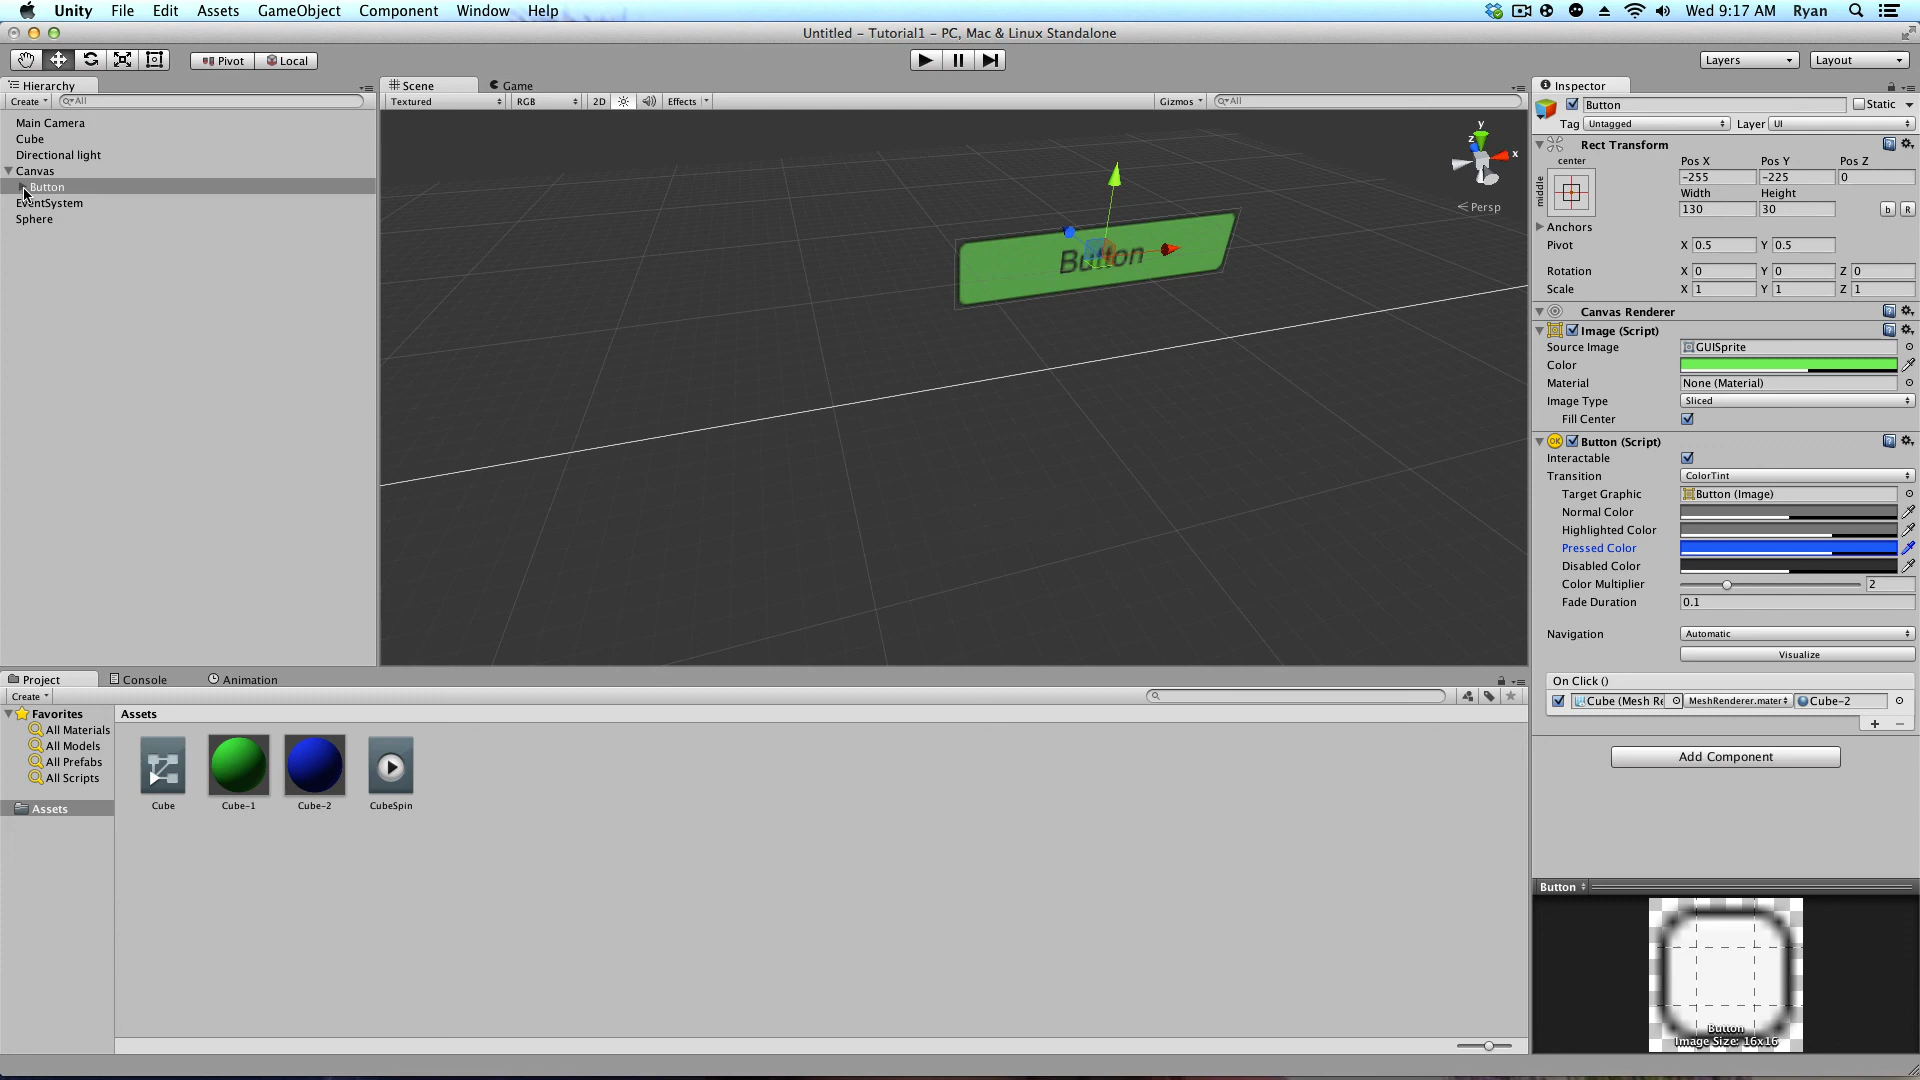 Unity File Edit Assets GameObject Component Window Help Wed 9:17 AM Ryan
Untitled – Tutorial1 – PC, Mac & Linux Standalone
Pivot Local Layers Layout
Hierarchy
Create All
Main Camera
Cube
Directional light
Canvas
Button
EventSystem
Sphere
Scene Game
Textured RGB 2D Effects Gizmos All
y
z
x
Persp
Button
Inspector
Button Static
Tag Untagged Layer UI
Rect Transform
center Pos X Pos Y Pos Z
middle -255 -225 0
Width Height
130 30 b R
Anchors
Pivot X 0.5 Y 0.5
Rotation X 0 Y 0 Z 0
Scale X 1 Y 1 Z 1
Canvas Renderer
Image (Script)
Source Image GUISprite
Color
Material None (Material)
Image Type Sliced
Fill Center
OK Button (Script)
Interactable
Transition ColorTint
Target Graphic Button (Image)
Normal Color
Highlighted Color
Pressed Color
Disabled Color
Color Multiplier 2
Fade Duration 0.1
Navigation Automatic
Visualize
On Click ()
Cube (Mesh Re MeshRenderer.mater Cube-2
Add Component
Button
Button
Image Size: 16x16
Project Console Animation
Create
Favorites
All Materials
All Models
All Prefabs
All Scripts
Assets
Assets
Cube Cube-1 Cube-2 CubeSpin